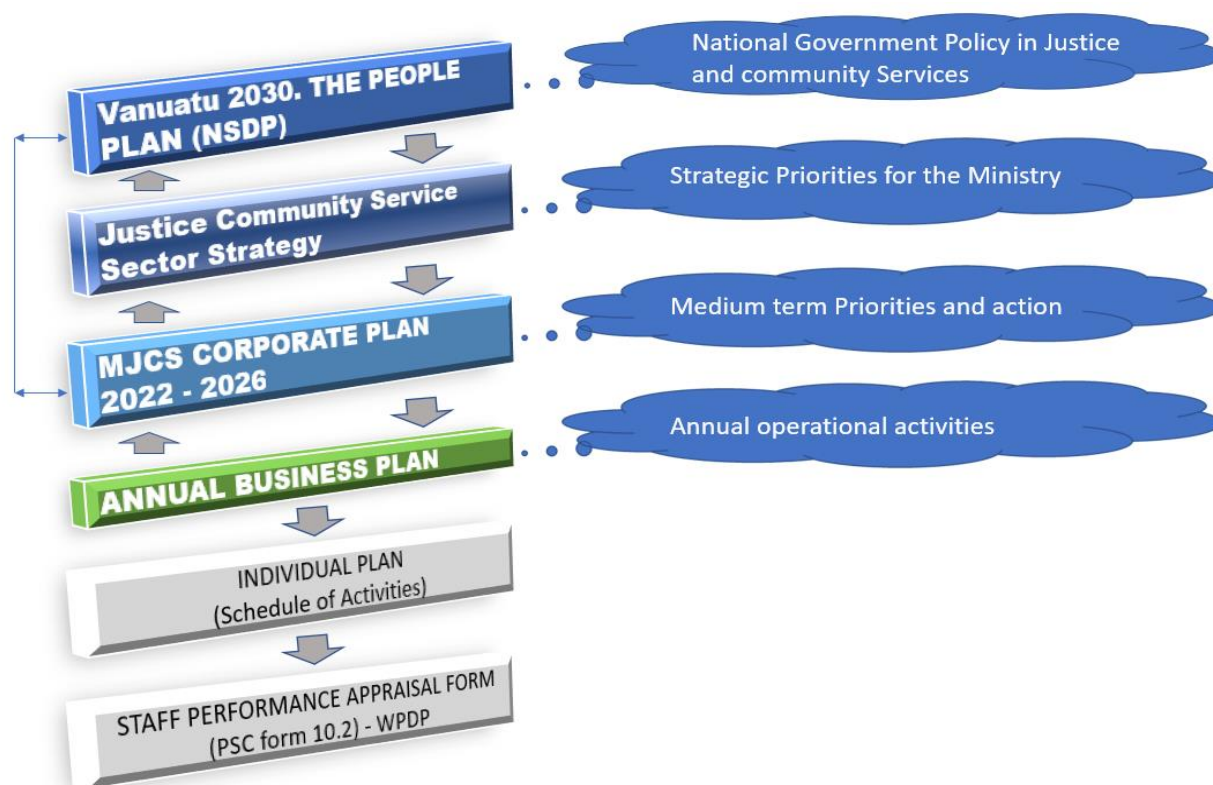 Vanuatu 2030. THE PEOPLE
PLAN (NSDP)
National Government Policy in Justice
and community Services
Justice Community Service
Sector Strategy
Strategic Priorities for the Ministry
MJCS CORPORATE PLAN
2022 - 2026
Medium term Priorities and action
ANNUAL BUSINESS PLAN
Annual operational activities
INDIVIDUAL PLAN
(Schedule of Activities)
STAFF PERFORMANCE APPRAISAL FORM
(PSC form 10.2) - WPDP